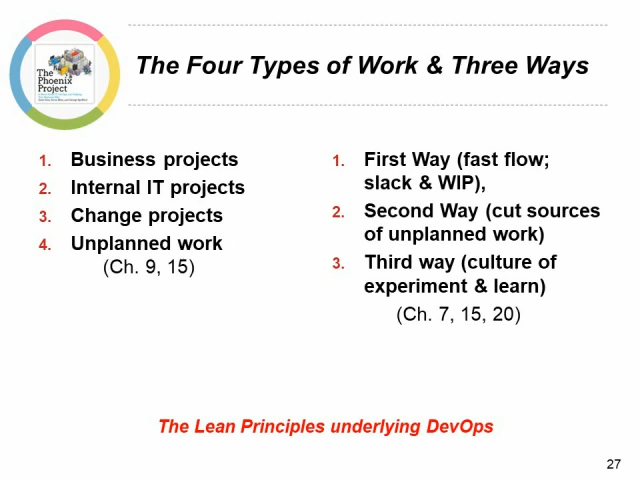 The Phoenix
Project
The Four Types of Work & Three Ways
1. Business projects
2. Internal IT projects
3. Change projects
4. Unplanned work
(Ch. 9, 15)
1. First Way (fast flow;
slack & WIP),
2. Second Way (cut sources
of unplanned work)
3. Third way (culture of
experiment & learn)
(Ch. 7, 15, 20)
The Lean Principles underlying DevOps
27